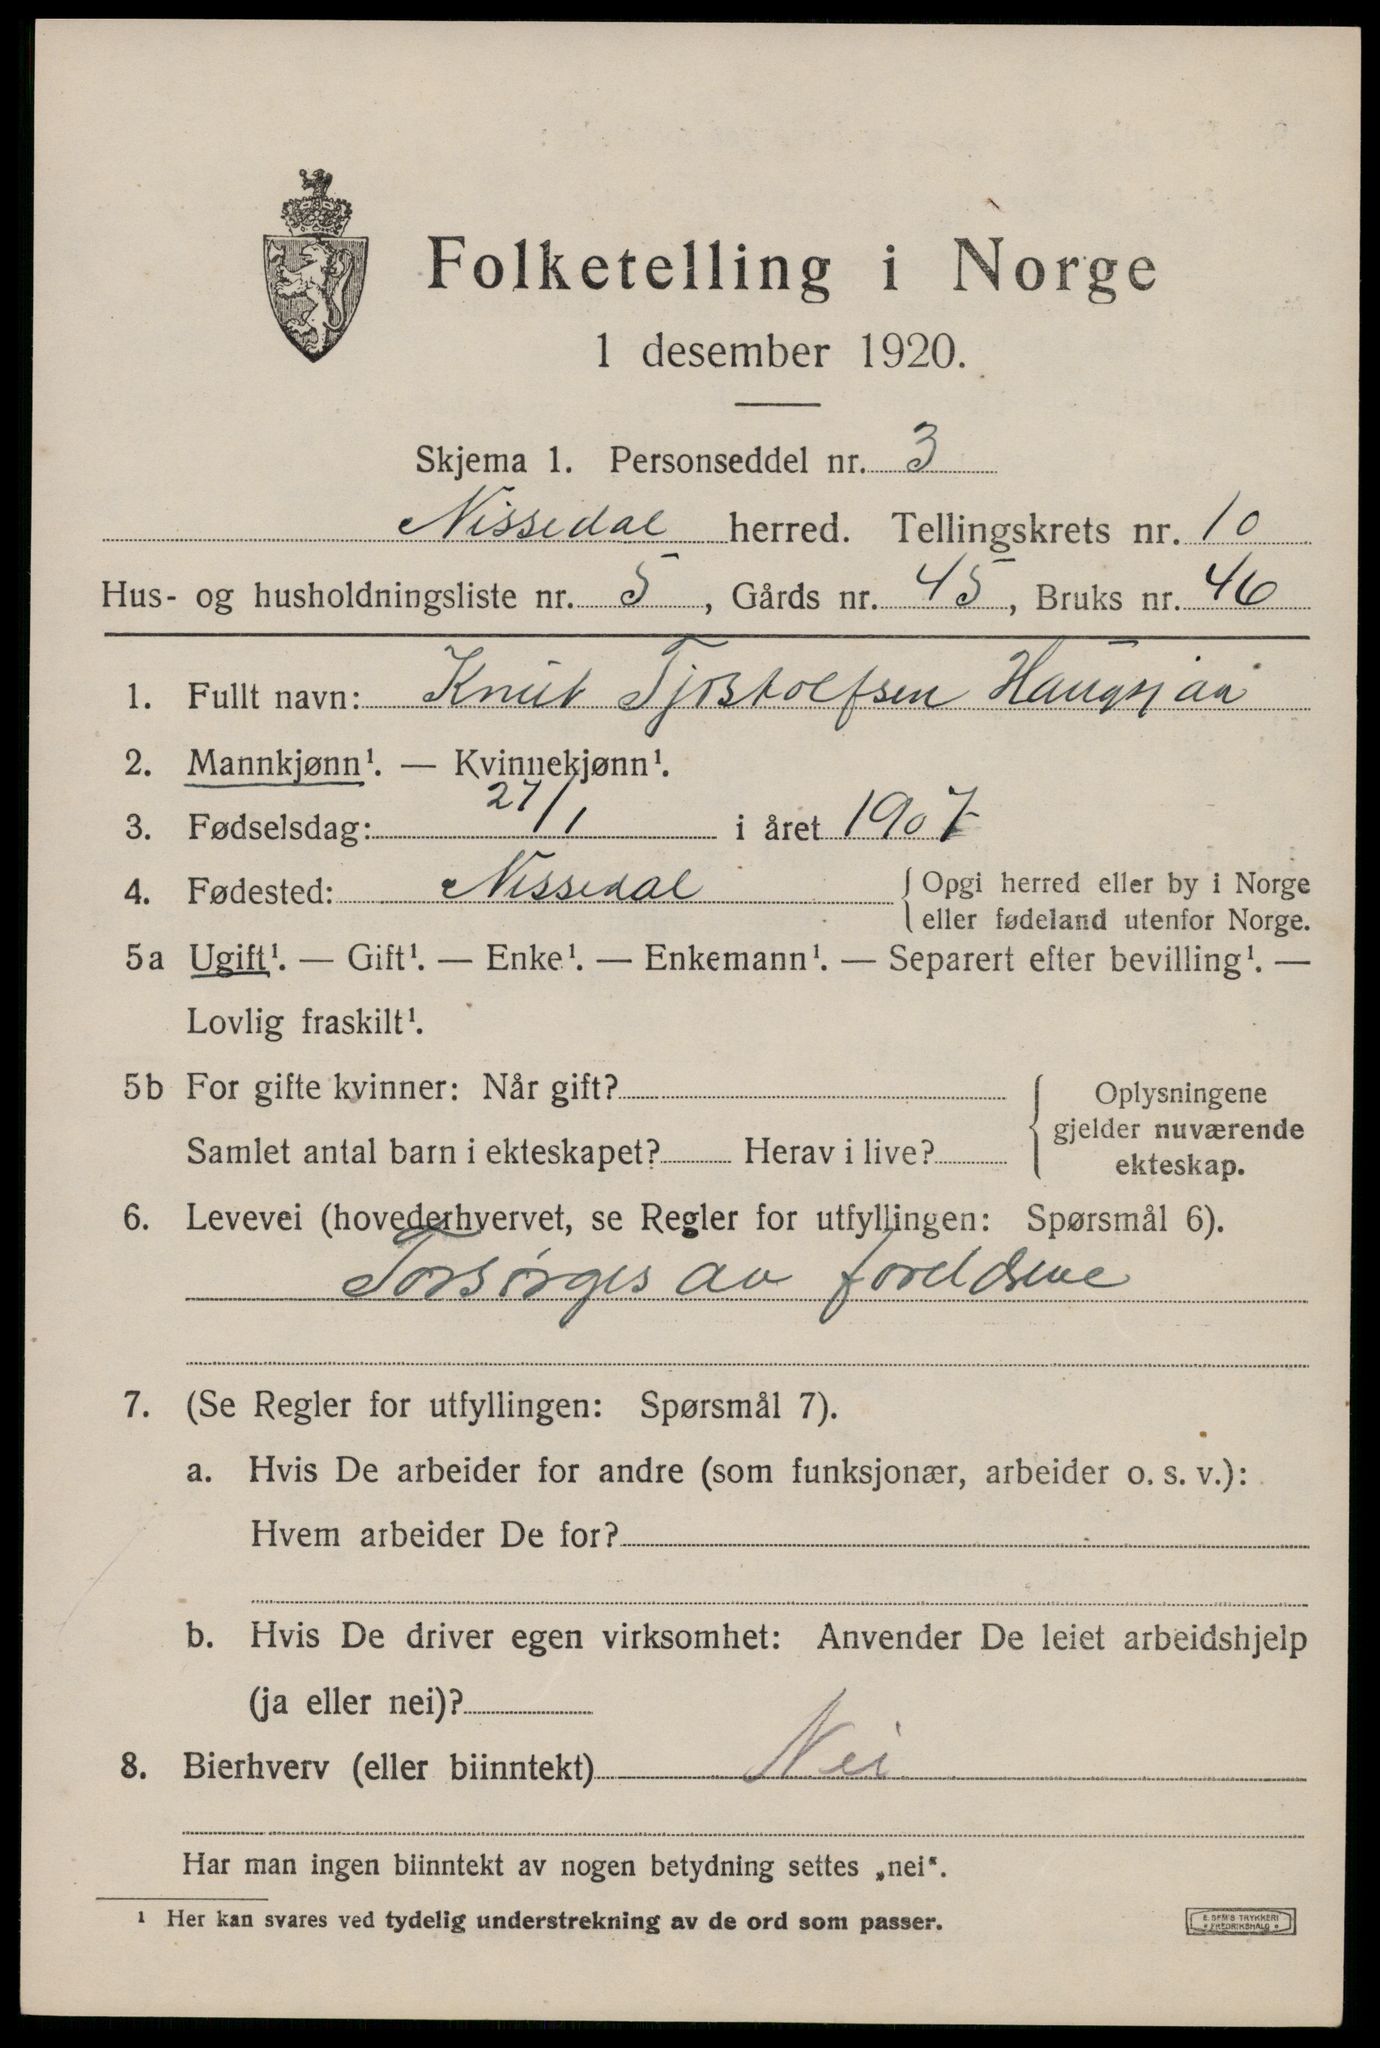 Folketelling i Norge
1 desember 1920.
Skjema 1. Personseddel nr. 3
Nissedal herred. Tellingskrets nr. 10
Hus- og husholdningsliste nr. 5, Gårds nr. 45, Bruks nr. 46
1. Fullt navn: Knut Tjostolfsen Haugsjaa
2. Mannkjønn¹. — Kvinnekjønn¹.
3. Fødselsdag: 27/1 i året 1907
4. Fødested: Nissedal { Opgi herred eller by i Norge
eller fødeland utenfor Norge.
5a Ugift¹. — Gift¹. — Enke¹. — Enkemann¹. — Separert efter bevilling¹. —
Lovlig fraskilt¹.
5b For gifte kvinner: Når gift? { Oplysningene
gjelder nuværende
Samlet antal barn i ekteskapet? Herav i live? ekteskap.
6. Levevei (hovederhvervet, se Regler for utfyllingen: Spørsmål 6).
Forsørges av foreldrene
7. (Se Regler for utfyllingen: Spørsmål 7).
a. Hvis De arbeider for andre (som funksjonær, arbeider o. s. v.):
Hvem arbeider De for?
b. Hvis De driver egen virksomhet: Anvender De leiet arbeidshjelp
(ja eller nei)?
8. Bierhverv (eller biinntekt) Nei
Har man ingen biinntekt av nogen betydning settes „nei“.
¹ Her kan svares ved tydelig understrekning av de ord som passer.
E. SEM'S TRYKKERI
FREDRIKSHALD